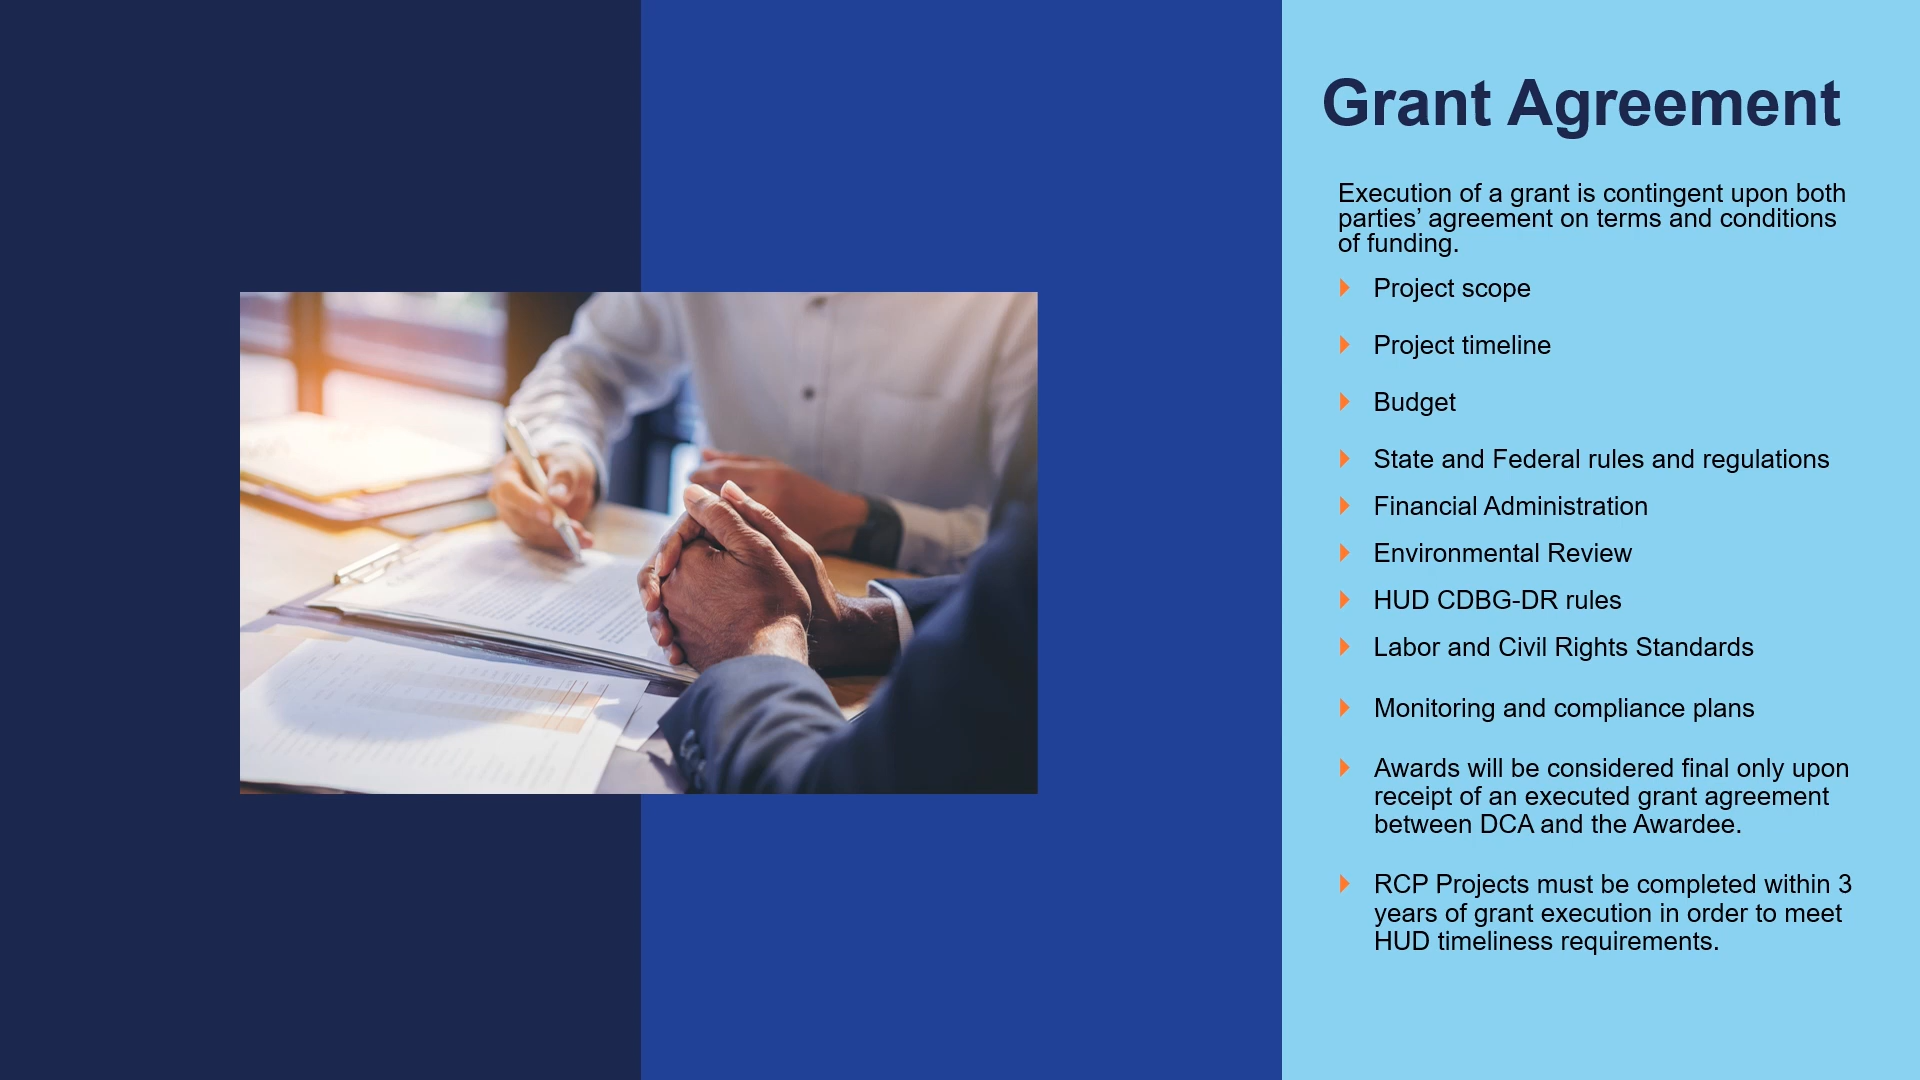 Grant Agreement
Execution of a grant is contingent upon both
parties’ agreement on terms and conditions
of funding.
Project scope
Project timeline
Budget
State and Federal rules and regulations
Financial Administration
Environmental Review
HUD CDBG-DR rules
Labor and Civil Rights Standards
Monitoring and compliance plans
Awards will be considered final only upon
receipt of an executed grant agreement
between DCA and the Awardee.
RCP Projects must be completed within 3
years of grant execution in order to meet
HUD timeliness requirements.